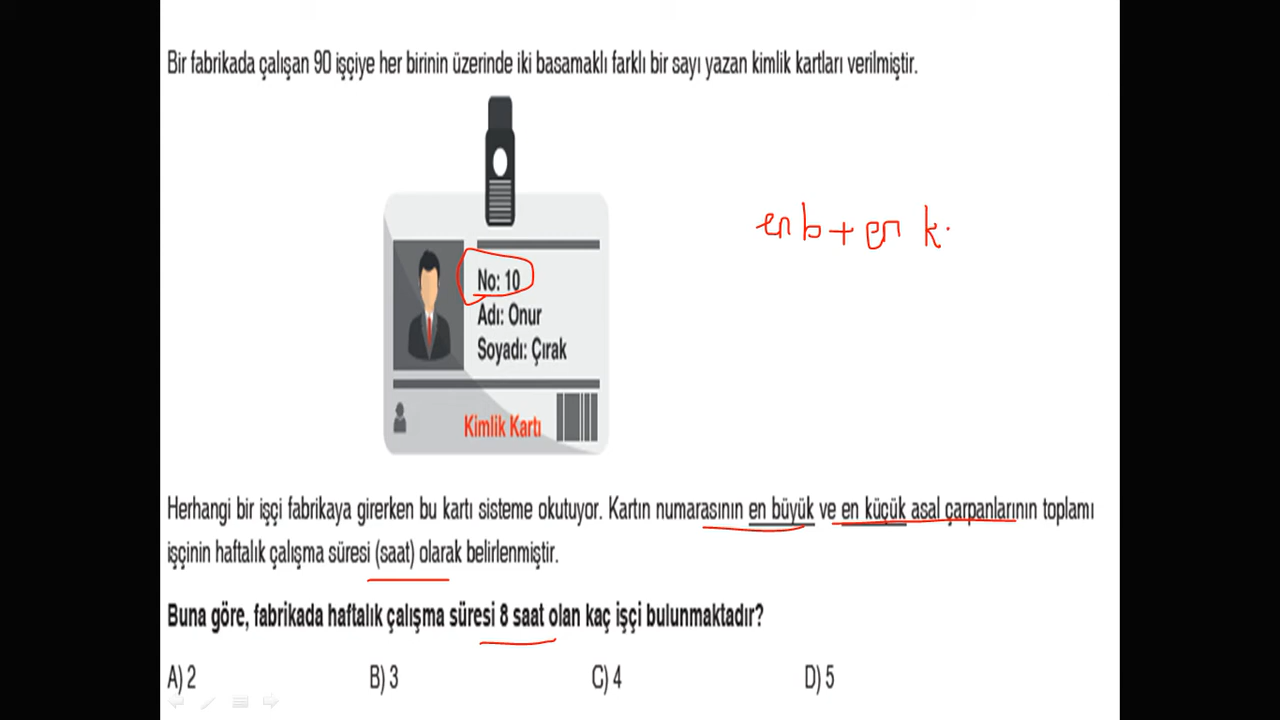 Bir fabrikada çalışan 90 işçiye her birinin üzerinde iki basamaklı farklı bir sayı yazan kimlik kartları verilmiştir.
en b + en k.
No: 10
Adı: Onur
Soyadı: Çırak
Kimlik Kartı
Herhangi bir işçi fabrikaya girerken bu kartı sisteme okutuyor. Kartın numarasının en büyük ve en küçük asal çarpanlarının toplamı
işçinin haftalık çalışma süresi (saat) olarak belirlenmiştir.
Buna göre, fabrikada haftalık çalışma süresi 8 saat olan kaç işçi bulunmaktadır?
A) 2 B) 3 C) 4 D) 5